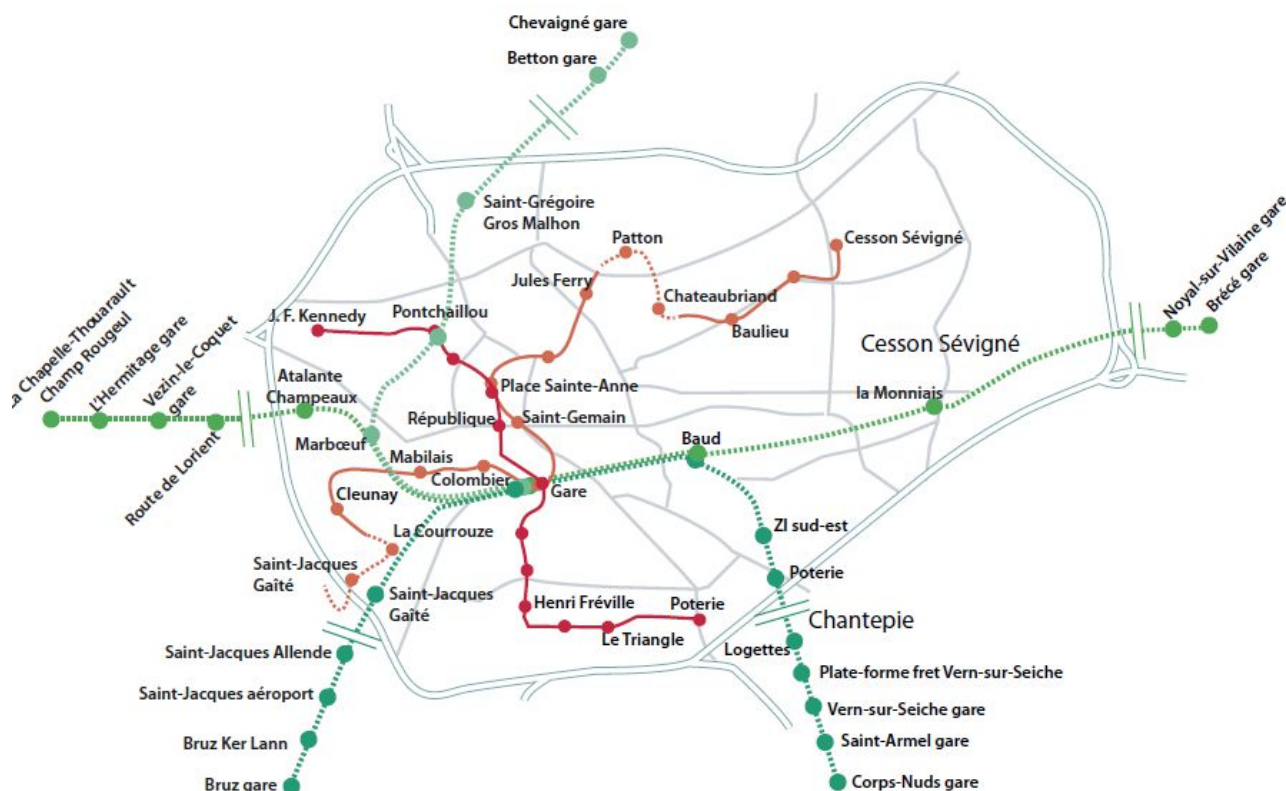 Chevaigné gare
Betton gare
Saint-Grégoire
Gros Malhon
Patton
Cesson Sévigné
Jules Ferry
Chateaubriand
Baulieu
J. F. Kennedy
Pontchaillou
Noyal-sur-Vilaine gare
Brécé gare
Cesson Sévigné
La Chapelle-Thouarault
Champ Rougeul
L'Hermitage gare
Vezin-le-Coquet
gare
Route de Lorient
Atalante
Champeaux
Place Sainte-Anne
République
Saint-Gemain
la Monniais
Marbœuf
Mabilais
Baud
Colombier
Gare
Cleunay
La Courrouze
ZI sud-est
Saint-Jacques
Gaîté
Saint-Jacques
Gaîté
Poterie
Henri Fréville
Poterie
Le Triangle
Chantepie
Logettes
Saint-Jacques Allende
Plate-forme fret Vern-sur-Seiche
Saint-Jacques aéroport
Vern-sur-Seiche gare
Bruz Ker Lann
Saint-Armel gare
Bruz gare
Corps-Nuds gare